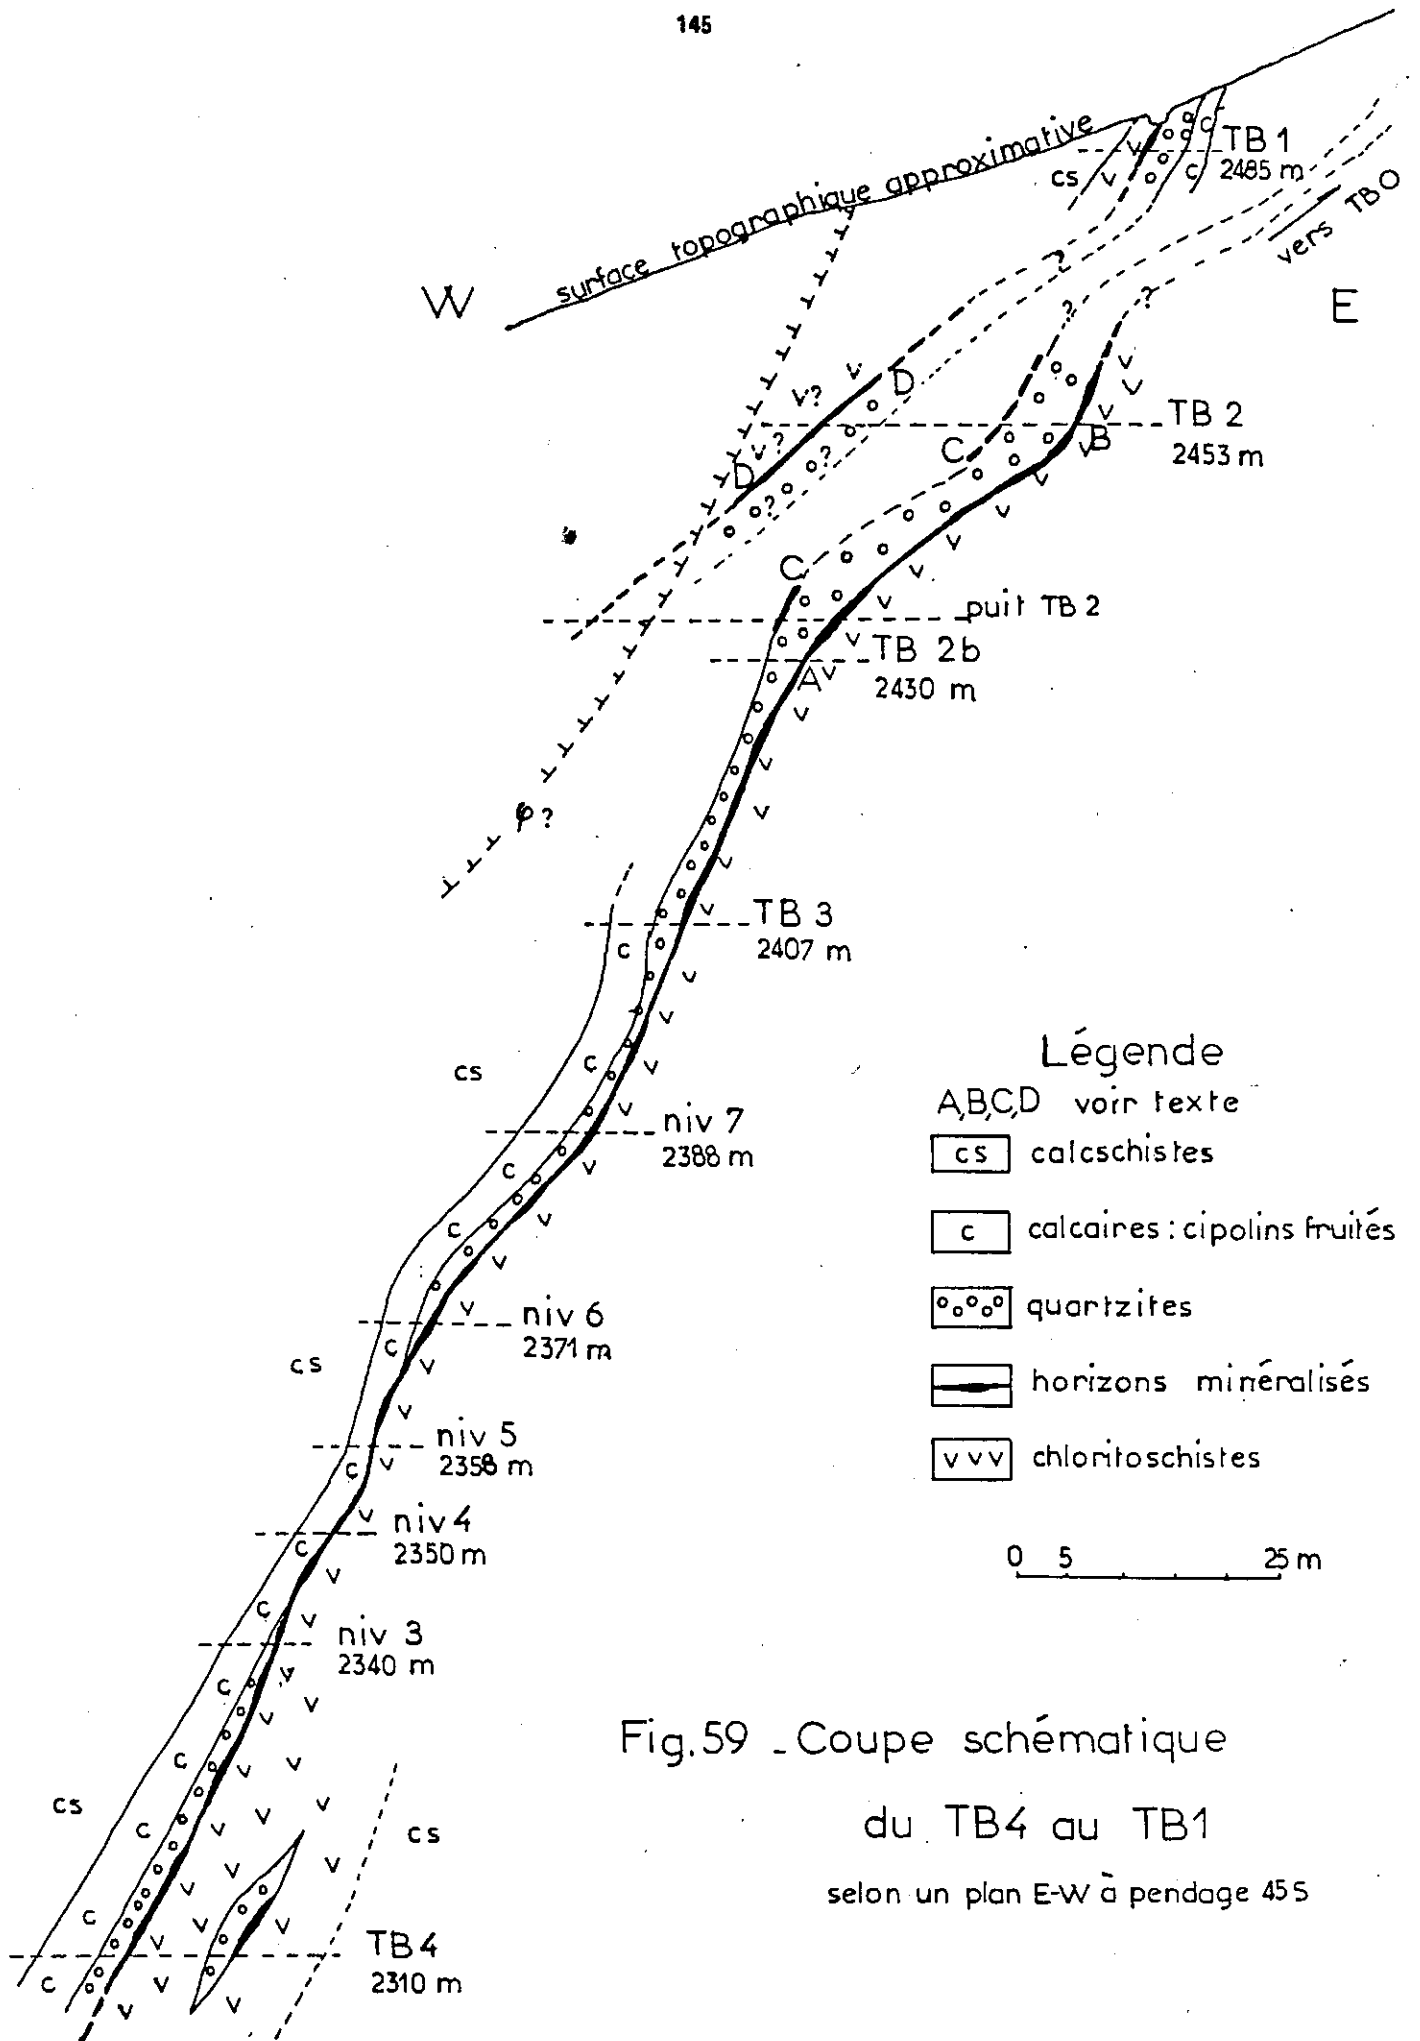 145
surface topographique approximative
TB 1
2485 m
cs
v
v
c
c
vers TBO
W
E
?
?
?
D
v
v
v?
v?
?
?
?
D
TB 2
2453 m
C
B
C
puit TB 2
TB 2b
2430 m
A
φ?
TB 3
2407 m
c
cs
c
niv 7
2388 m
c
c
niv 6
2371 m
c
cs
niv 5
2358 m
c
niv 4
2350 m
c
c
niv 3
2340 m
c
c
cs
c
cs
c
TB4
2310 m
c
Légende
A,B,C,D voir texte
cs calcschistes
c calcaires : cipolins fruités
quartzites
horizons minéralisés
v v v chloritoschistes
0 5 25 m
Fig.59 _ Coupe schématique
du TB4 au TB1
selon un plan E-W à pendage 45 S